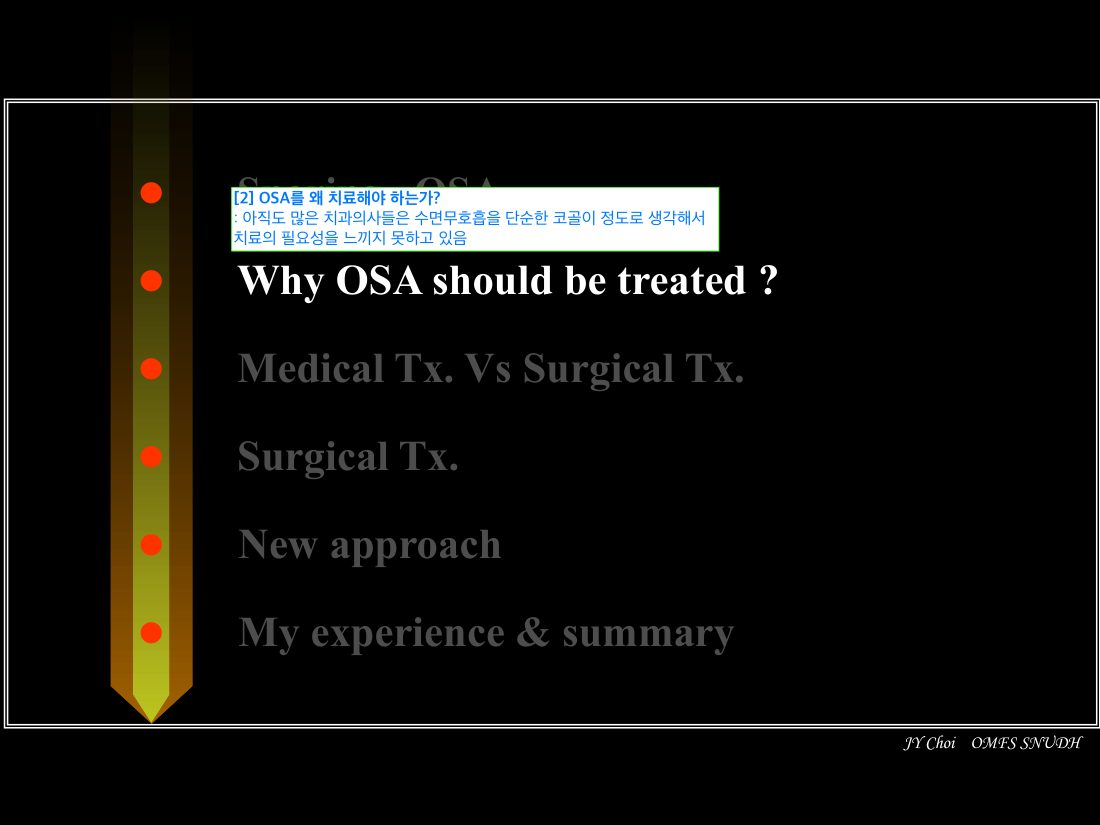 OSA
[2] OSA를 왜 치료해야 하는가?
: 아직도 많은 치과의사들은 수면무호흡을 단순한 코골이 정도로 생각해서
치료의 필요성을 느끼지 못하고 있음
Why OSA should be treated ?
Medical Tx. Vs Surgical Tx.
Surgical Tx.
New approach
My experience & summary
JY Choi OMFS SNUDH